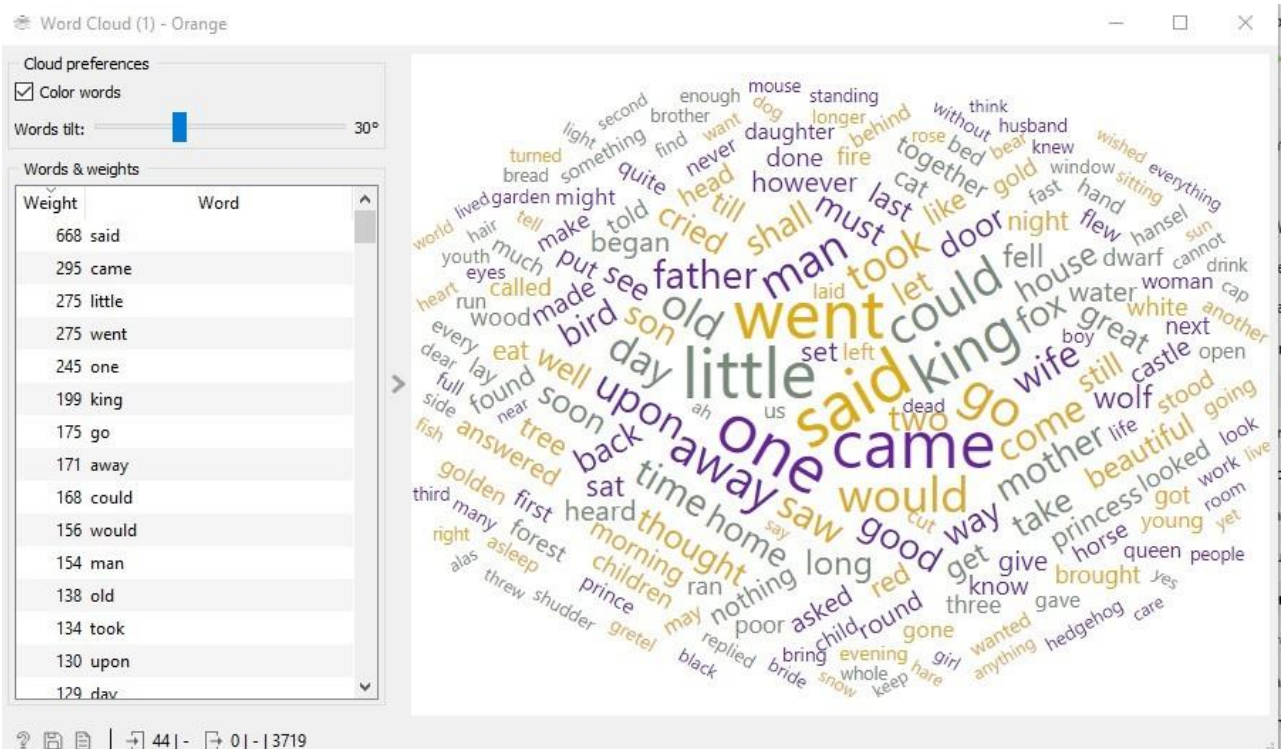 Word Cloud (1) - Orange
Cloud preferences
Color words
Words tilt: 30°
Words & weights
Weight Word
668 said
295 came
275 little
275 went
245 one
199 king
175 go
171 away
168 could
156 would
154 man
138 old
134 took
130 upon
129 day
mouse
enough dog standing
second brother want longer without think
light something find never daughter behind rose bed bear knew husband wished
turned bread quite head done fire together gold window everything
lived garden might till however cat fast hand sitting
world hair tell make told cried shall must last like night flew hansel sun
youth much began door cannot
eyes put see father man took fell house dwarf drink
heart run called made son old laid let could water woman cap
wood bird went fox great white another
every day set left king boy next
dear lay eat well little wife castle open
full found soon upon ah us said dead go still wolf stood going
side near two
fish answered tree back away one came come mother life beautiful look
golden sat time saw would looked work live
third many first heard home cut good way take princess got room
right forest thought say get young yet
alas asleep morning long give horse queen people
children ran nothing red know brought yes
threw shudder prince may asked round three gave
poor child gone wanted hedgehog care
gretel replied bring evening girl anything
black bride whole hare
snow keep
44 | - 0 | - | 3719